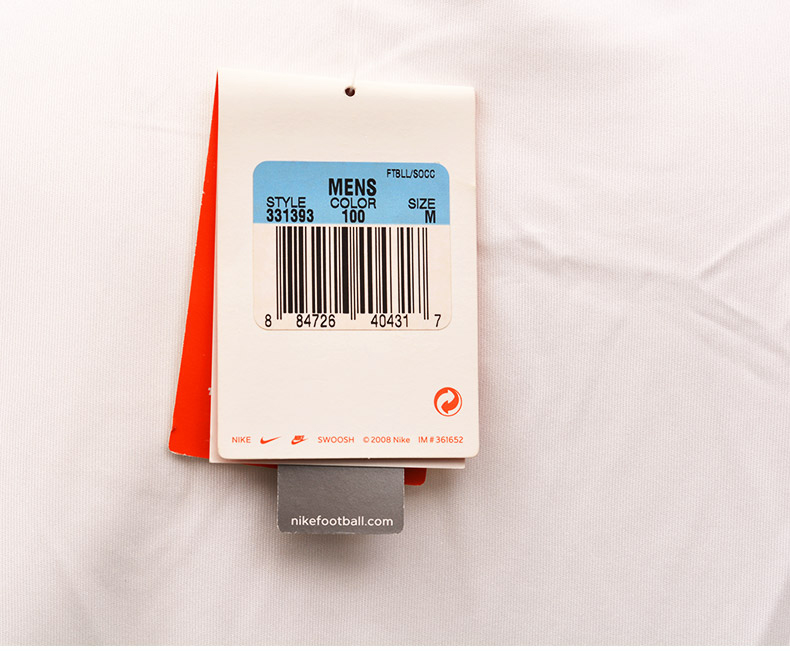 FTBLL/SOCC
MENS
STYLE COLOR SIZE
331393 100 M
8 84726 40431 7
NIKE SWOOSH © 2008 Nike IM # 361652
nikefootball.com